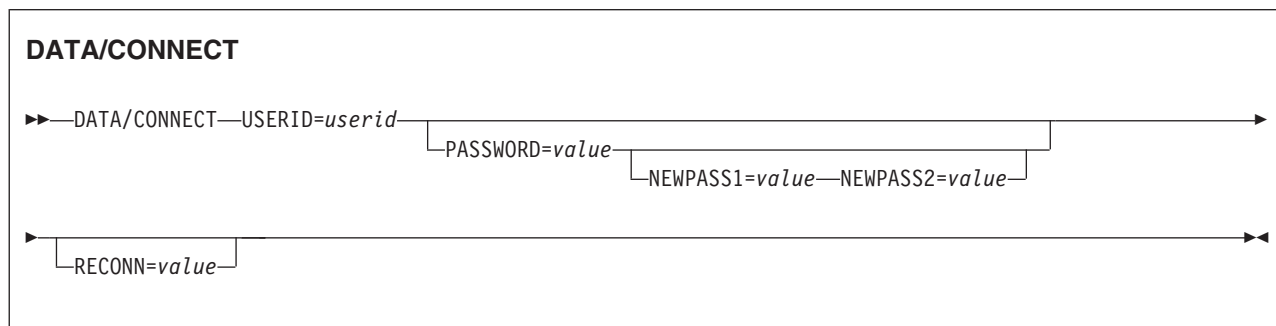 DATA/CONNECT
DATA/CONNECT USERID=userid
PASSWORD=value
NEWPASS1=value NEWPASS2=value
RECONN=value